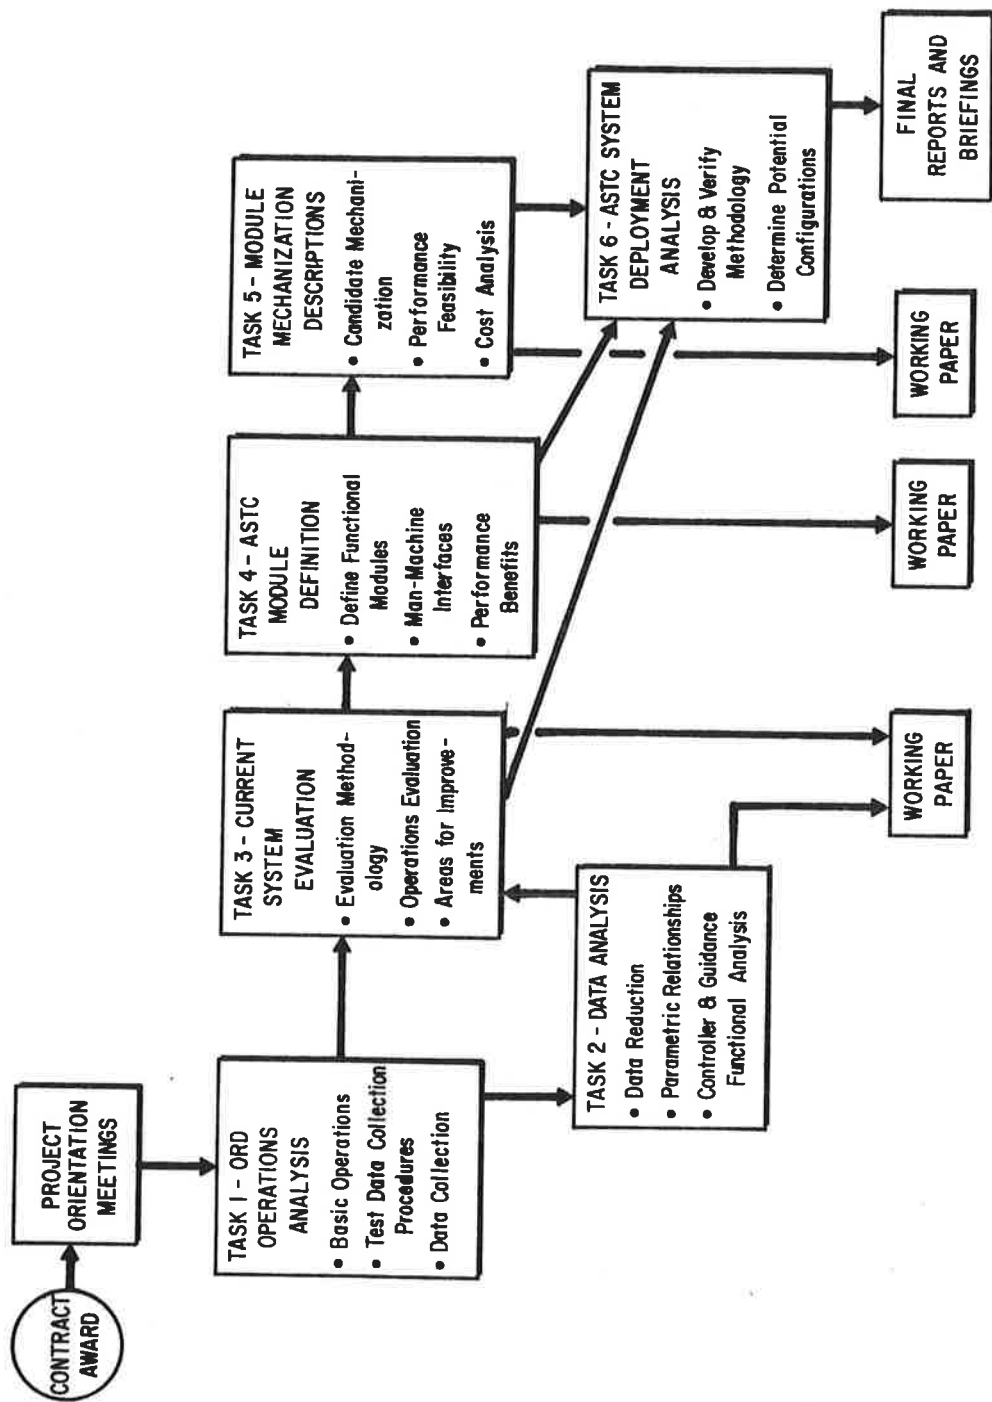 CONTRACT
AWARD
PROJECT
ORIENTATION
MEETINGS
TASK 1 - ORD
OPERATIONS
ANALYSIS
• Basic Operations
• Test Data Collection
Procedures
• Data Collection
TASK 2 - DATA ANALYSIS
• Data Reduction
• Parametric Relationships
• Controller & Guidance
Functional Analysis
TASK 3 - CURRENT
SYSTEM
EVALUATION
• Evaluation Method-
ology
• Operations Evaluation
• Areas for Improve-
ments
TASK 4 - ASTC
MODULE
DEFINITION
• Define Functional
Modules
• Man-Machine
Interfaces
• Performance
Benefits
TASK 5 - MODULE
MECHANIZATION
DESCRIPTIONS
• Candidate Mechani-
zation
• Performance
Feasibility
• Cost Analysis
TASK 6 - ASTC SYSTEM
DEPLOYMENT
ANALYSIS
• Develop & Verify
Methodology
• Determine Potential
Configurations
WORKING
PAPER
WORKING
PAPER
WORKING
PAPER
FINAL
REPORTS AND
BRIEFINGS